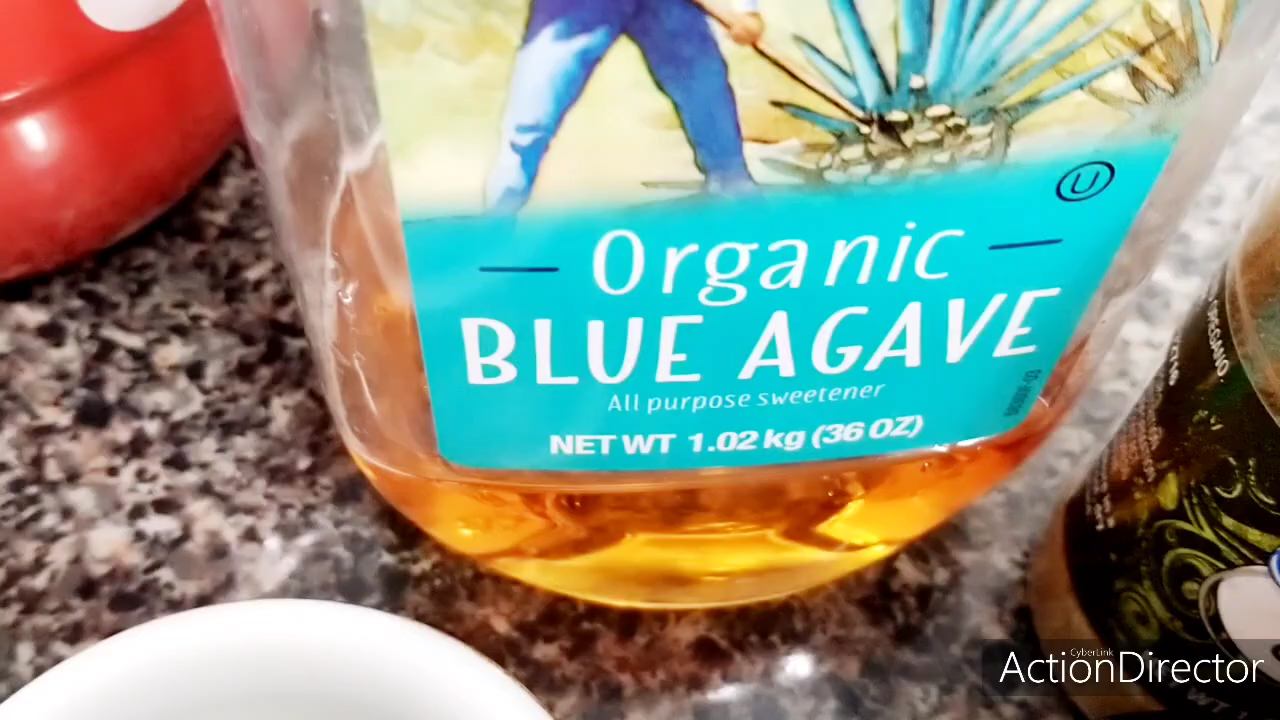 U
Organic
BLUE AGAVE
All purpose sweetener
NET WT 1.02 kg (36 OZ)
CyberLink
ActionDirector